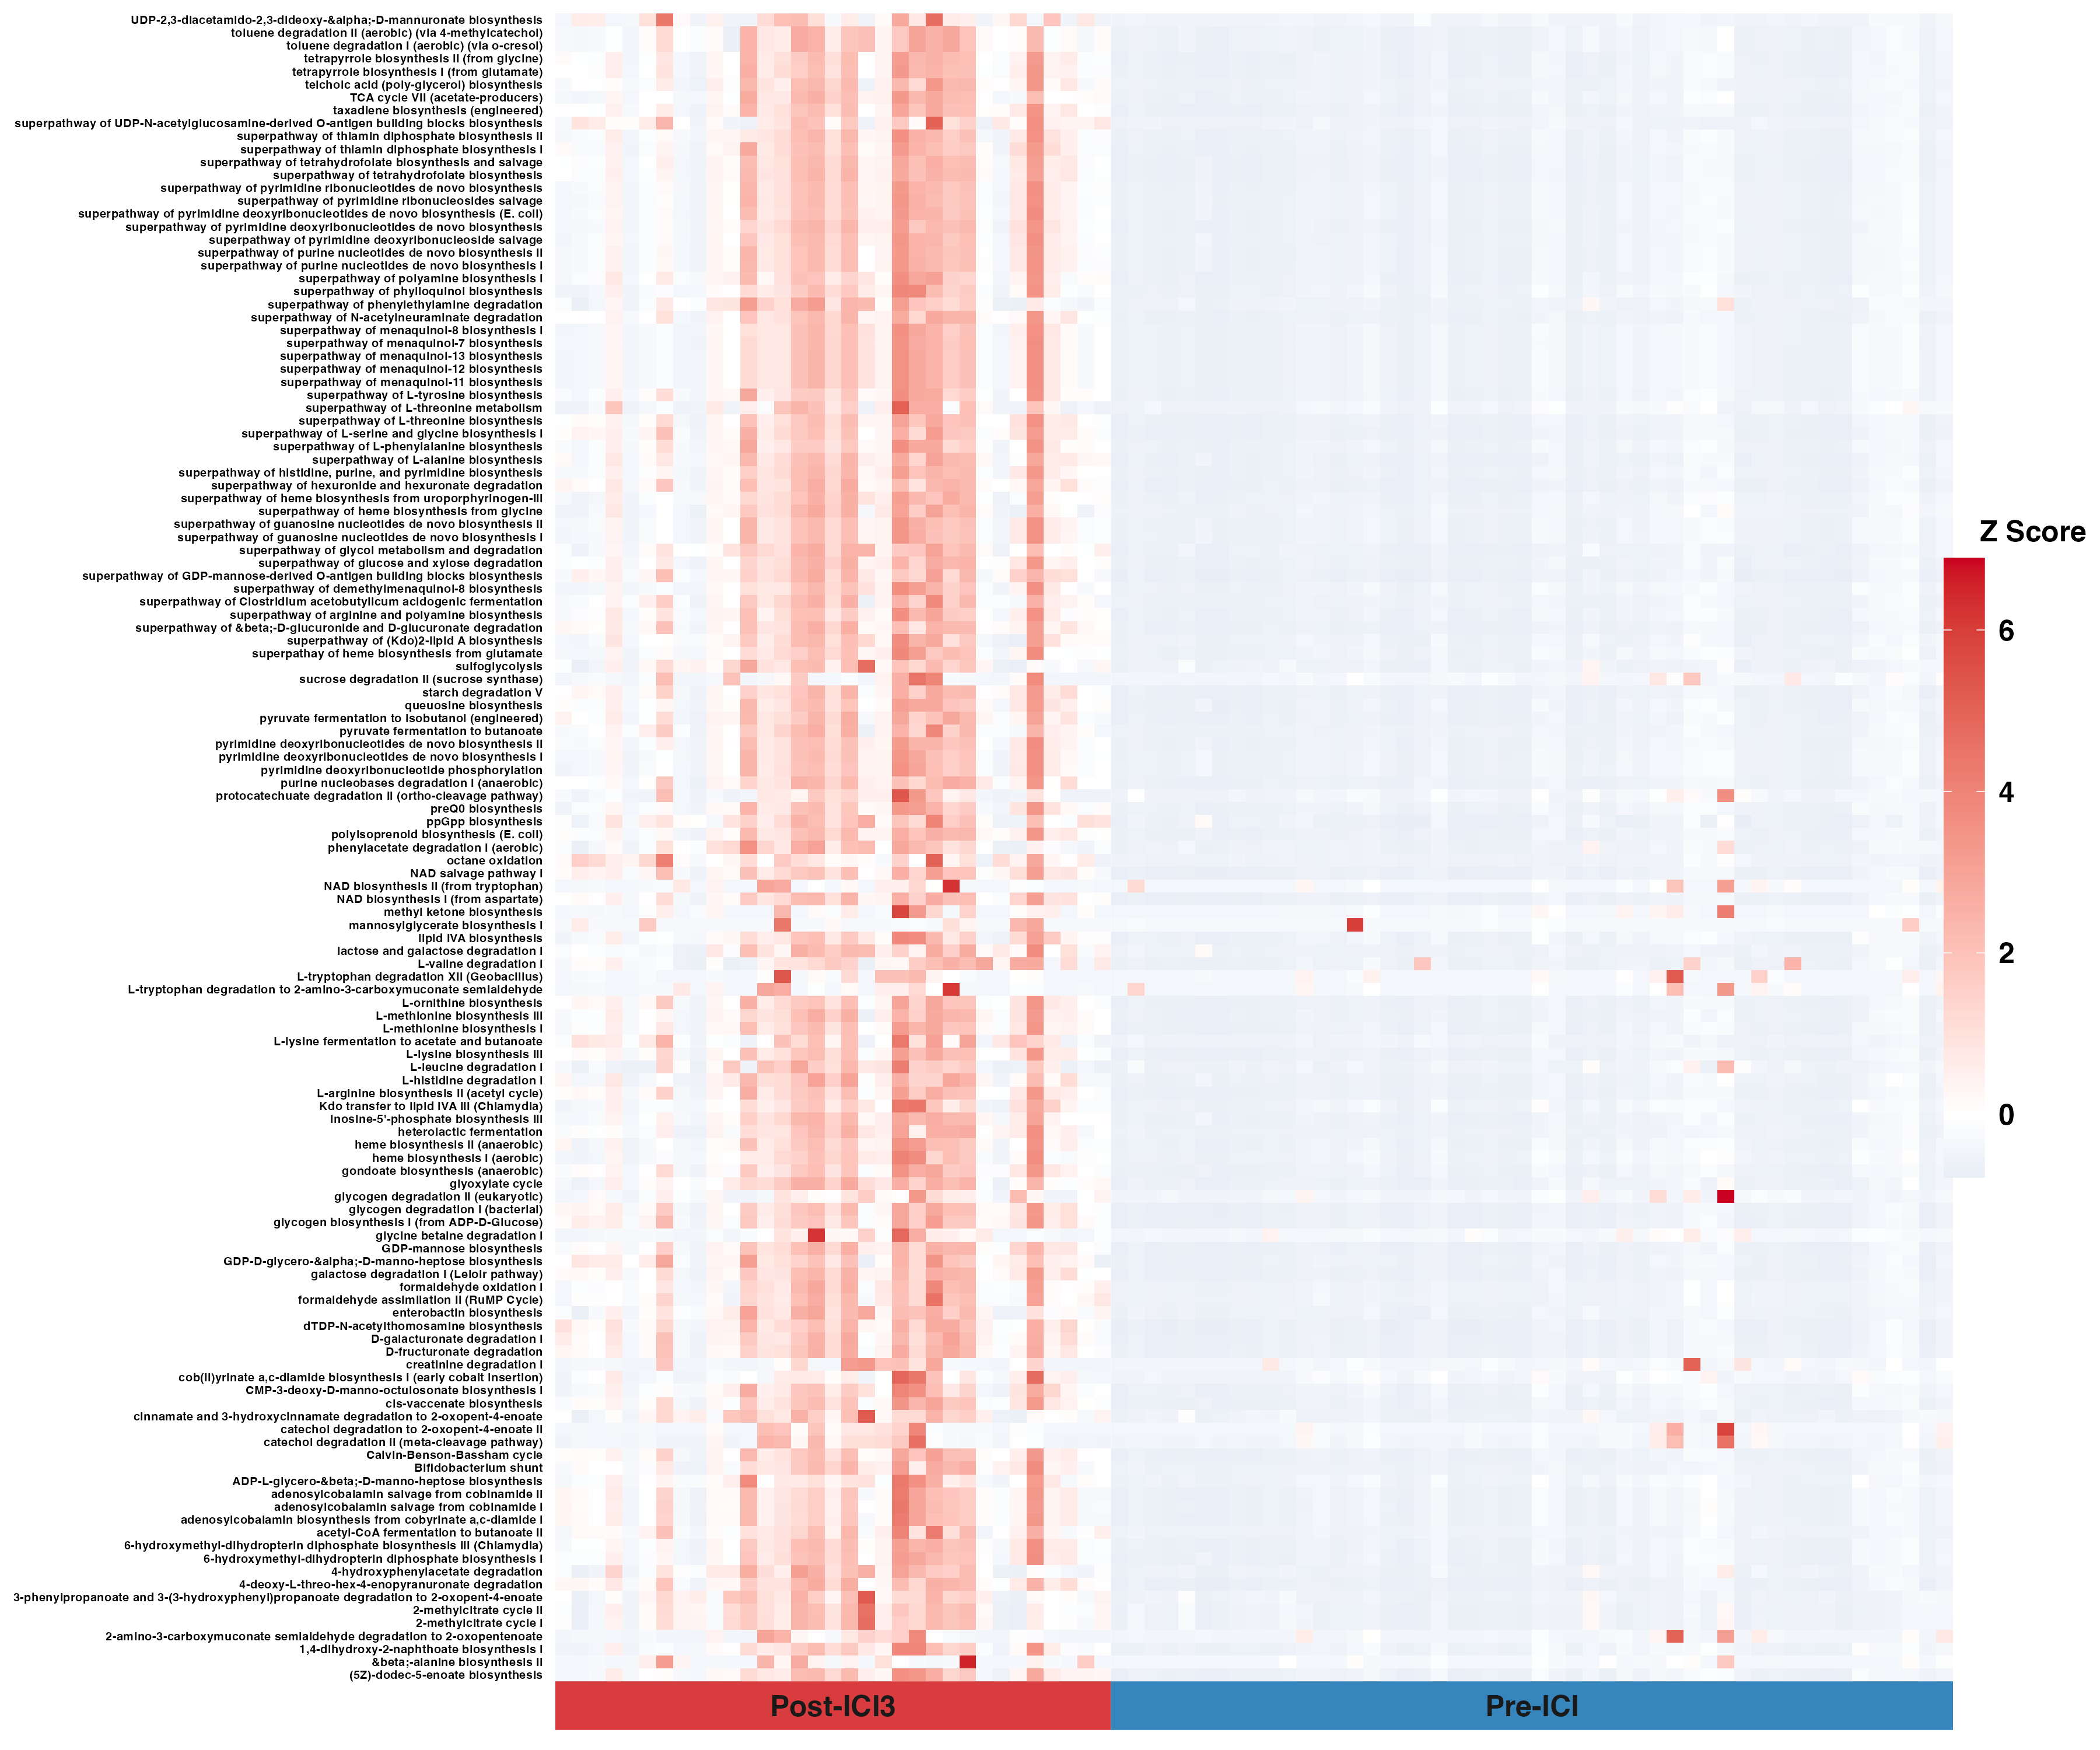 UDP-2,3-diacetamido-2,3-dideoxy-&alpha;-D-mannuronate biosynthesis
toluene degradation II (aerobic) (via 4-methylcatechol)
toluene degradation I (aerobic) (via o-cresol)
tetrapyrrole biosynthesis II (from glycine)
tetrapyrrole biosynthesis I (from glutamate)
teichoic acid (poly-glycerol) biosynthesis
TCA cycle VII (acetate-producers)
taxadiene biosynthesis (engineered)
superpathway of UDP-N-acetylglucosamine-derived O-antigen building blocks biosynthesis
superpathway of thiamin diphosphate biosynthesis II
superpathway of thiamin diphosphate biosynthesis I
superpathway of tetrahydrofolate biosynthesis and salvage
superpathway of tetrahydrofolate biosynthesis
superpathway of pyrimidine ribonucleotides de novo biosynthesis
superpathway of pyrimidine ribonucleosides salvage
superpathway of pyrimidine deoxyribonucleotides de novo biosynthesis (E. coli)
superpathway of pyrimidine deoxyribonucleotides de novo biosynthesis
superpathway of pyrimidine deoxyribonucleoside salvage
superpathway of purine nucleotides de novo biosynthesis II
superpathway of purine nucleotides de novo biosynthesis I
superpathway of polyamine biosynthesis I
superpathway of phylloquinol biosynthesis
superpathway of phenylethylamine degradation
superpathway of N-acetylneuraminate degradation
superpathway of menaquinol-8 biosynthesis I
superpathway of menaquinol-7 biosynthesis
superpathway of menaquinol-13 biosynthesis
superpathway of menaquinol-12 biosynthesis
superpathway of menaquinol-11 biosynthesis
superpathway of L-tyrosine biosynthesis
superpathway of L-threonine metabolism
superpathway of L-threonine biosynthesis
superpathway of L-serine and glycine biosynthesis I
superpathway of L-phenylalanine biosynthesis
superpathway of L-alanine biosynthesis
superpathway of histidine, purine, and pyrimidine biosynthesis
superpathway of hexuronide and hexuronate degradation
superpathway of heme biosynthesis from uroporphyrinogen-III
superpathway of heme biosynthesis from glycine
superpathway of guanosine nucleotides de novo biosynthesis II
superpathway of guanosine nucleotides de novo biosynthesis I
superpathway of glycol metabolism and degradation
superpathway of glucose and xylose degradation
superpathway of GDP-mannose-derived O-antigen building blocks biosynthesis
superpathway of demethylmenaquinol-8 biosynthesis
superpathway of Clostridium acetobutylicum acidogenic fermentation
superpathway of arginine and polyamine biosynthesis
superpathway of &beta;-D-glucuronide and D-glucuronate degradation
superpathway of (Kdo)2-lipid A biosynthesis
superpathay of heme biosynthesis from glutamate
sulfoglycolysis
sucrose degradation II (sucrose synthase)
starch degradation V
queuosine biosynthesis
pyruvate fermentation to isobutanol (engineered)
pyruvate fermentation to butanoate
pyrimidine deoxyribonucleotides de novo biosynthesis II
pyrimidine deoxyribonucleotides de novo biosynthesis I
pyrimidine deoxyribonucleotide phosphorylation
purine nucleobases degradation I (anaerobic)
protocatechuate degradation II (ortho-cleavage pathway)
preQ0 biosynthesis
ppGpp biosynthesis
polyisoprenoid biosynthesis (E. coli)
phenylacetate degradation I (aerobic)
octane oxidation
NAD salvage pathway I
NAD biosynthesis II (from tryptophan)
NAD biosynthesis I (from aspartate)
methyl ketone biosynthesis
mannosylglycerate biosynthesis I
lipid IVA biosynthesis
lactose and galactose degradation I
L-valine degradation I
L-tryptophan degradation XII (Geobacillus)
L-tryptophan degradation to 2-amino-3-carboxymuconate semialdehyde
L-ornithine biosynthesis
L-methionine biosynthesis III
L-methionine biosynthesis I
L-lysine fermentation to acetate and butanoate
L-lysine biosynthesis III
L-leucine degradation I
L-histidine degradation I
L-arginine biosynthesis II (acetyl cycle)
Kdo transfer to lipid IVA III (Chlamydia)
inosine-5'-phosphate biosynthesis III
heterolactic fermentation
heme biosynthesis II (anaerobic)
heme biosynthesis I (aerobic)
gondoate biosynthesis (anaerobic)
glyoxylate cycle
glycogen degradation II (eukaryotic)
glycogen degradation I (bacterial)
glycogen biosynthesis I (from ADP-D-Glucose)
glycine betaine degradation I
GDP-mannose biosynthesis
GDP-D-glycero-&alpha;-D-manno-heptose biosynthesis
galactose degradation I (Leloir pathway)
formaldehyde oxidation I
formaldehyde assimilation II (RuMP Cycle)
enterobactin biosynthesis
dTDP-N-acetylthomosamine biosynthesis
D-galacturonate degradation I
D-fructuronate degradation
creatinine degradation I
cob(II)yrinate a,c-diamide biosynthesis I (early cobalt insertion)
CMP-3-deoxy-D-manno-octulosonate biosynthesis I
cis-vaccenate biosynthesis
cinnamate and 3-hydroxycinnamate degradation to 2-oxopent-4-enoate
catechol degradation to 2-oxopent-4-enoate II
catechol degradation II (meta-cleavage pathway)
Calvin-Benson-Bassham cycle
Bifidobacterium shunt
ADP-L-glycero-&beta;-D-manno-heptose biosynthesis
adenosylcobalamin salvage from cobinamide II
adenosylcobalamin salvage from cobinamide I
adenosylcobalamin biosynthesis from cobyrinate a,c-diamide I
acetyl-CoA fermentation to butanoate II
6-hydroxymethyl-dihydropterin diphosphate biosynthesis III (Chlamydia)
6-hydroxymethyl-dihydropterin diphosphate biosynthesis I
4-hydroxyphenylacetate degradation
4-deoxy-L-threo-hex-4-enopyranuronate degradation
3-phenylpropanoate and 3-(3-hydroxyphenyl)propanoate degradation to 2-oxopent-4-enoate
2-methylcitrate cycle II
2-methylcitrate cycle I
2-amino-3-carboxymuconate semialdehyde degradation to 2-oxopentenoate
1,4-dihydroxy-2-naphthoate biosynthesis I
&beta;-alanine biosynthesis II
(5Z)-dodec-5-enoate biosynthesis
Post-ICI3
Pre-ICI
Z Score
6
4
2
0